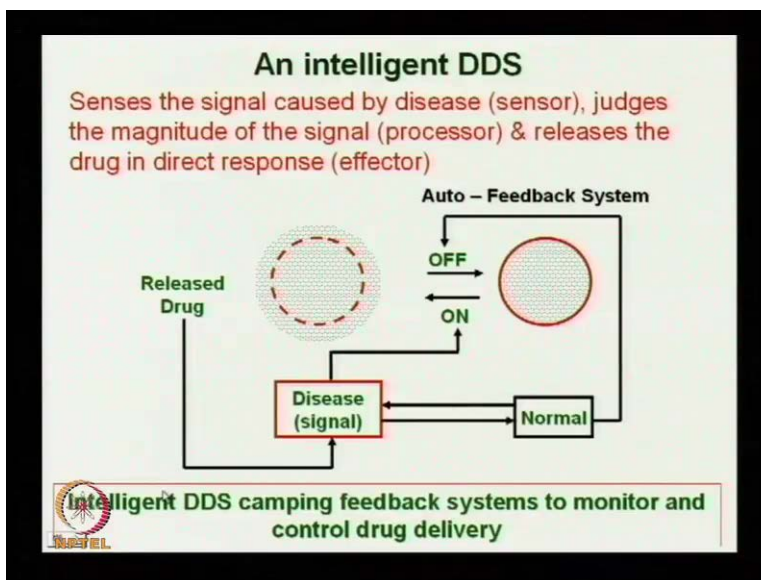 An intelligent DDS
Senses the signal caused by disease (sensor), judges
the magnitude of the signal (processor) & releases the
drug in direct response (effector)
Auto – Feedback System
OFF
Released
Drug
ON
Disease
(signal)
Normal
Intelligent DDS camping feedback systems to monitor and
control drug delivery
NPTEL